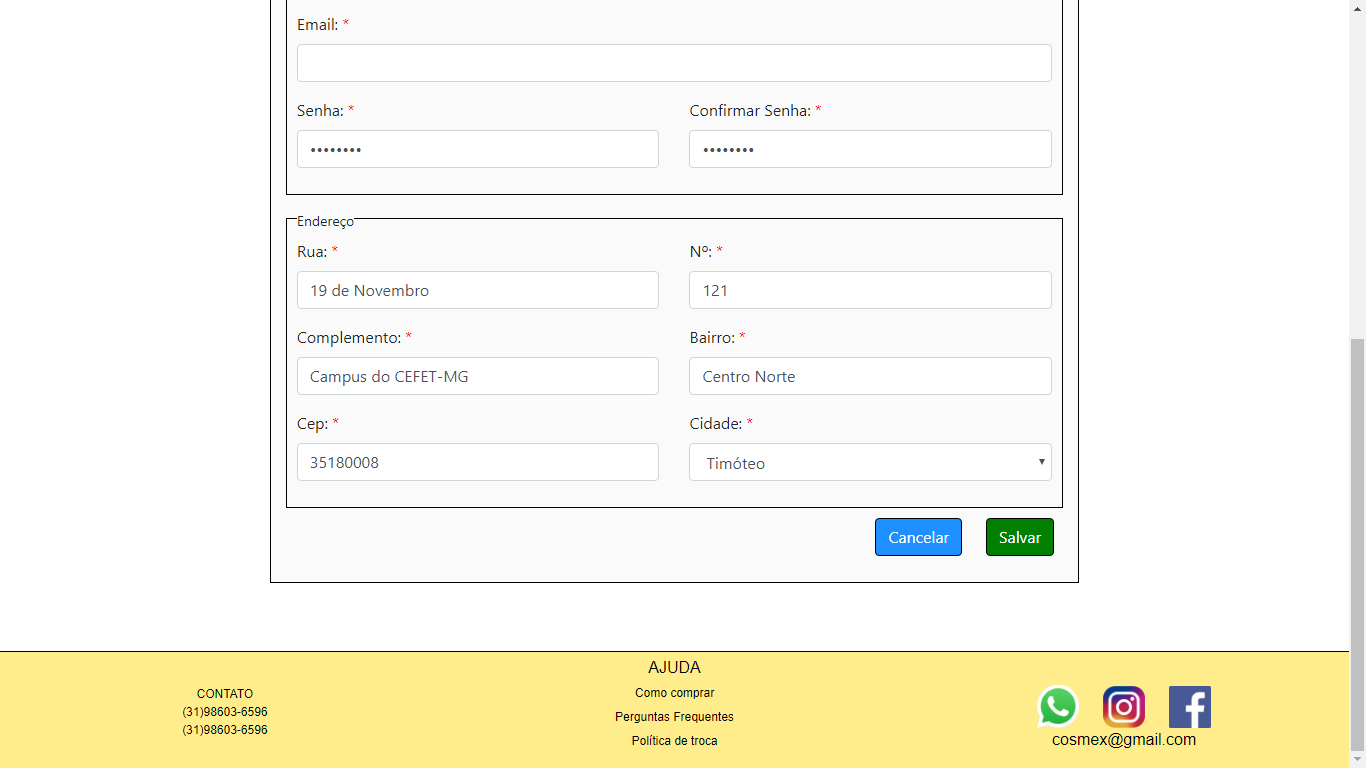 Email: *
Senha: * Confirmar Senha: *
•••••••• ••••••••
Endereço
Rua: * Nº: *
19 de Novembro 121
Complemento: * Bairro: *
Campus do CEFET-MG Centro Norte
Cep: * Cidade: *
35180008 Timóteo
Cancelar Salvar
CONTATO
(31)98603-6596
(31)98603-6596
AJUDA
Como comprar
Perguntas Frequentes
Política de troca
cosmex@gmail.com